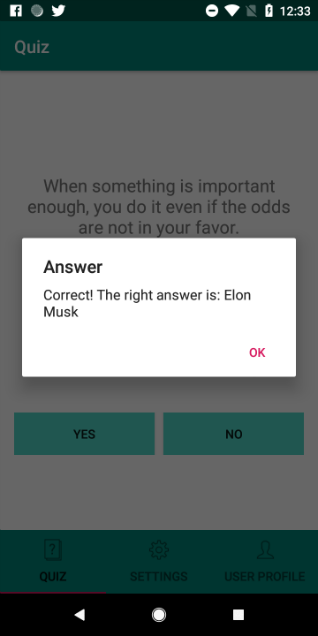 12:33
Quiz
When something is important
enough, you do it even if the odds
are not in your favor.
Answer
Correct! The right answer is: Elon
Musk
OK
YES
NO
QUIZ
SETTINGS
USER PROFILE